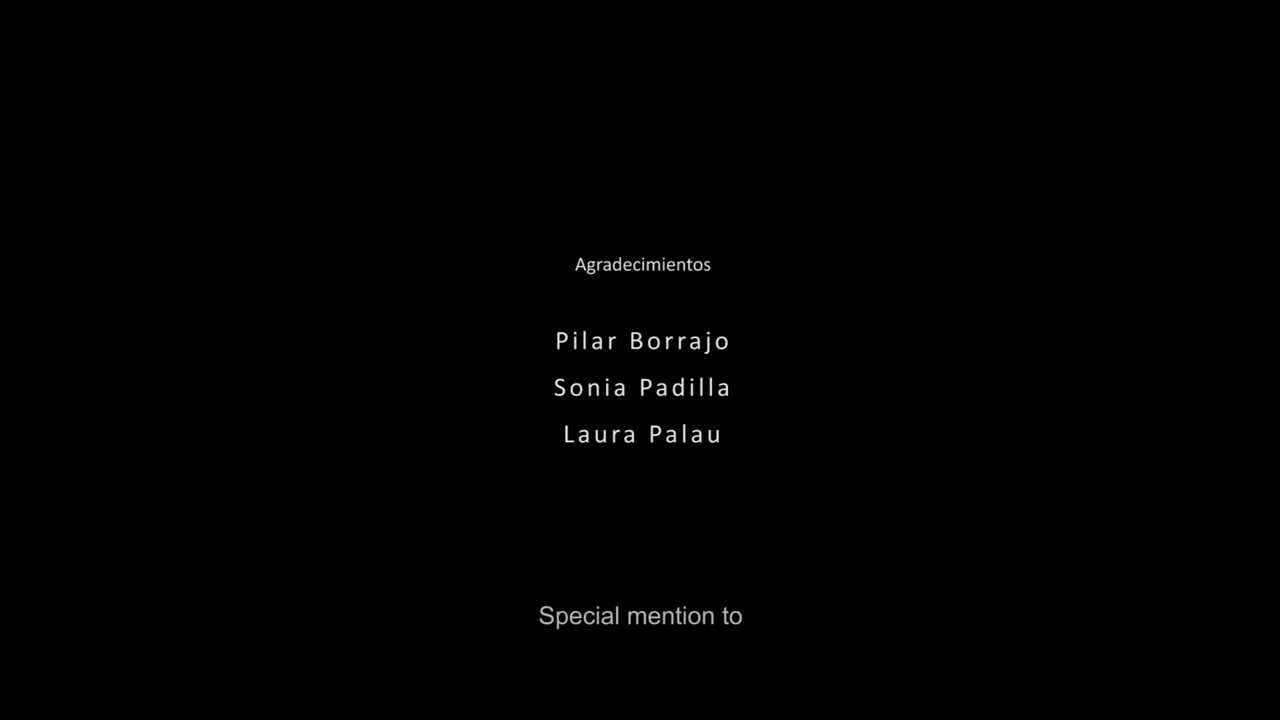 Agradecimientos
Pilar Borrajo
Sonia Padilla
Laura Palau
Special mention to